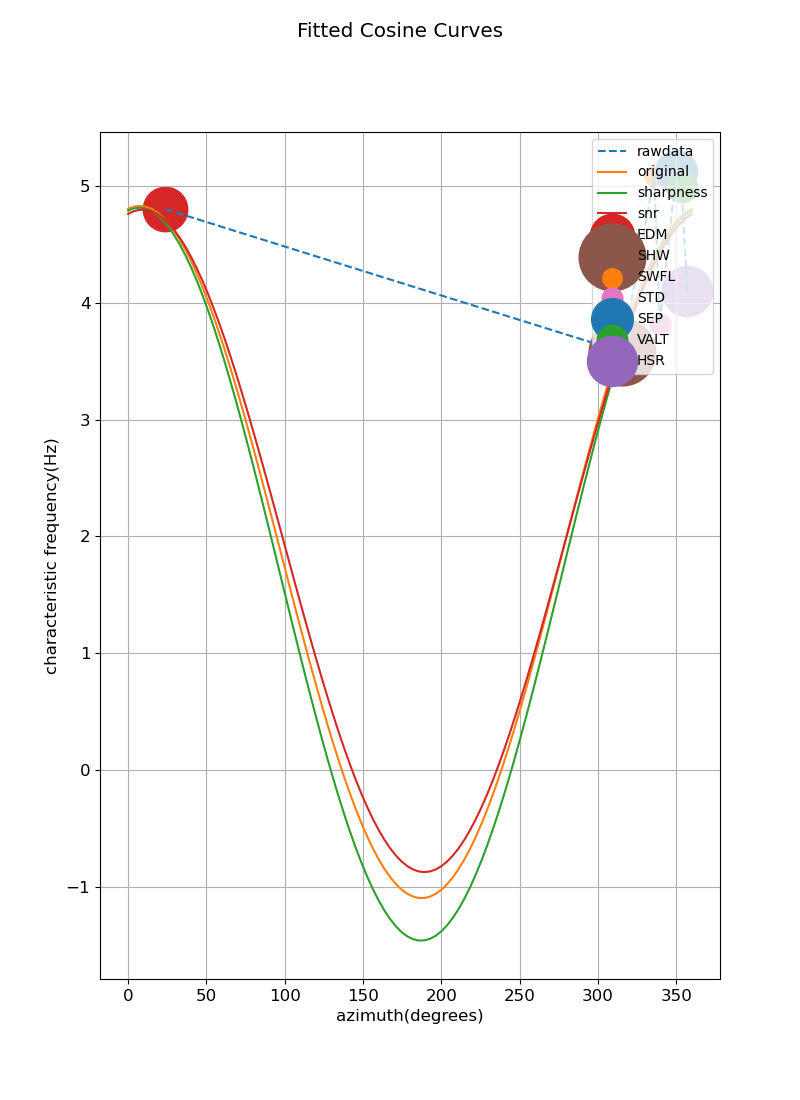 Fitted Cosine Curves
rawdata
original
sharpness
snr
EDM
SHW
SWFL
STD
SEP
VALT
HSR
5
4
3
2
1
0
−1
characteristic frequency(Hz)
0 50 100 150 200 250 300 350
azimuth(degrees)